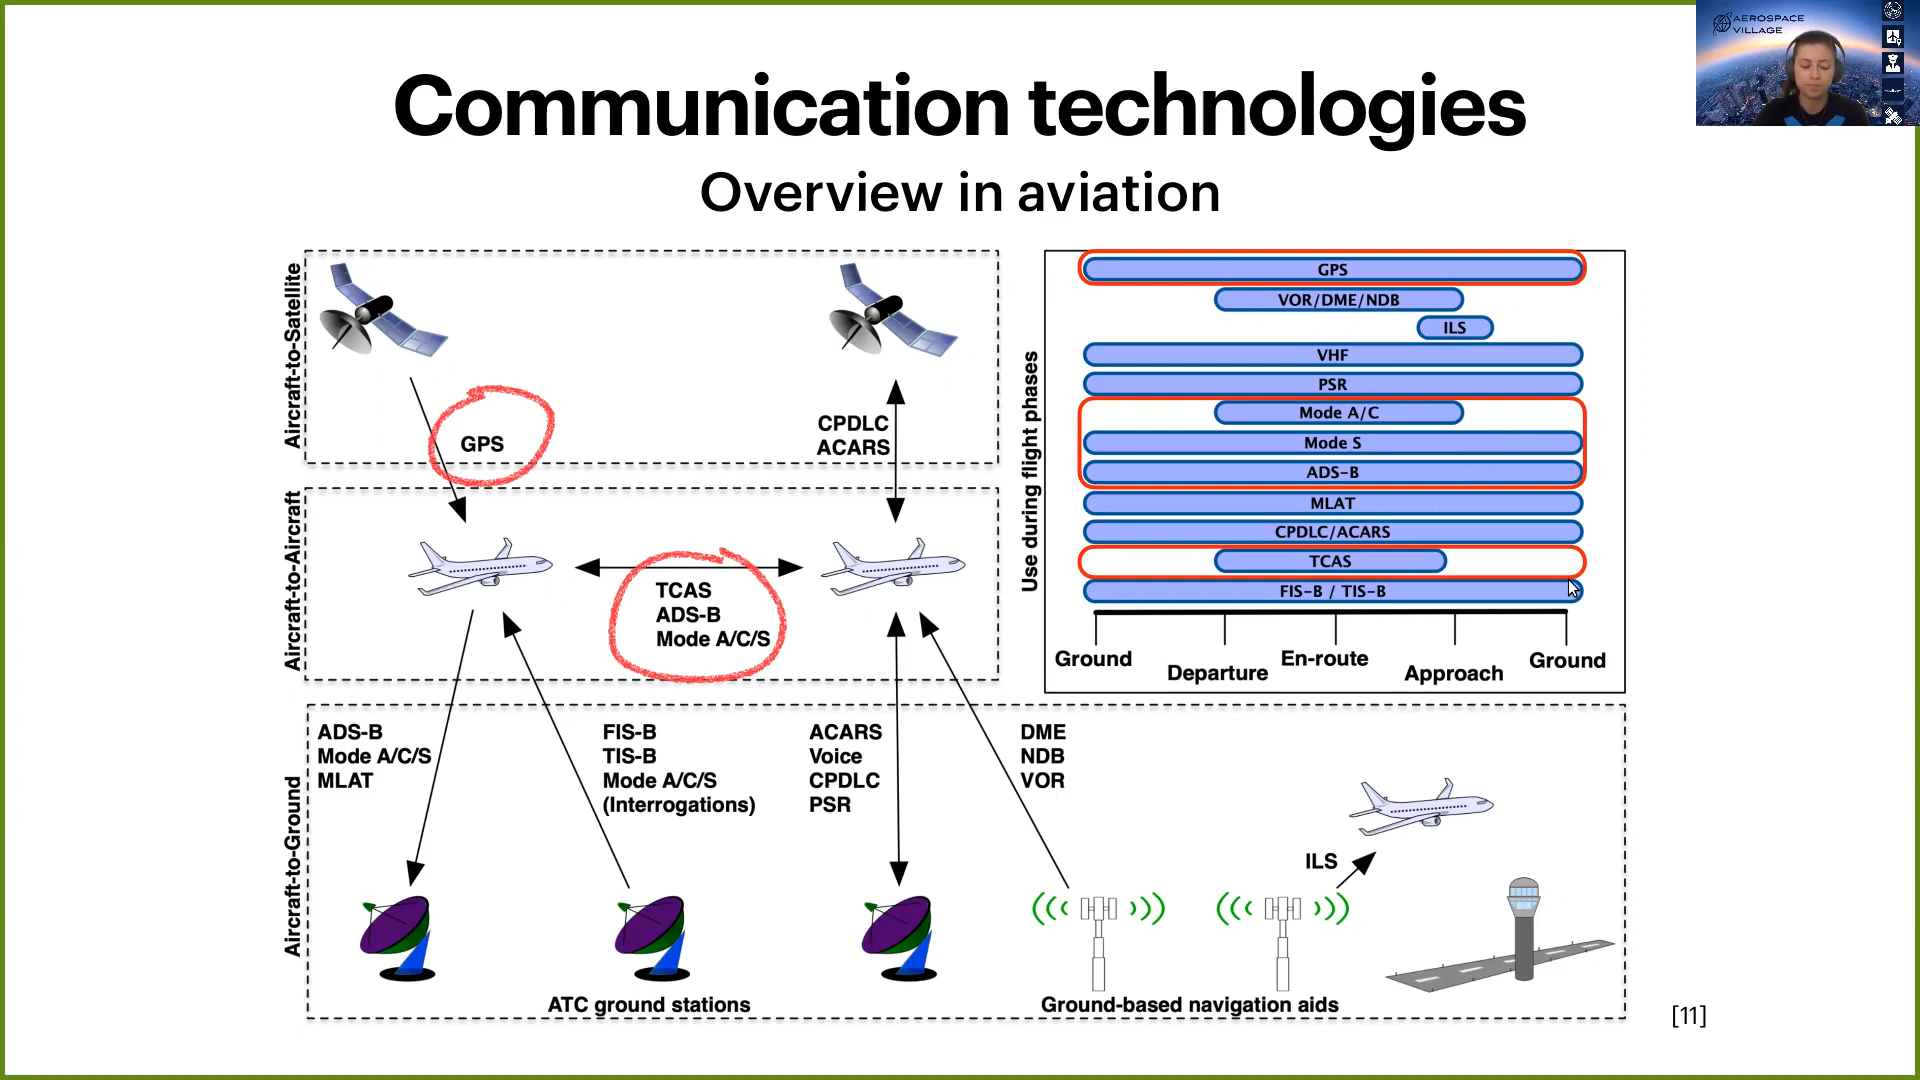 AEROSPACE
VILLAGE
Communication technologies
Overview in aviation
Aircraft-to-Satellite
GPS
CPDLC
ACARS
Aircraft-to-Aircraft
TCAS
ADS-B
Mode A/C/S
Use during flight phases
GPS
VOR/DME/NDB
ILS
VHF
PSR
Mode A/C
Mode S
ADS-B
MLAT
CPDLC/ACARS
TCAS
FIS-B / TIS-B
Ground
Departure
En-route
Approach
Ground
Aircraft-to-Ground
ADS-B
Mode A/C/S
MLAT
FIS-B
TIS-B
Mode A/C/S
(Interrogations)
ACARS
Voice
CPDLC
PSR
DME
NDB
VOR
ILS
ATC ground stations
Ground-based navigation aids
[11]